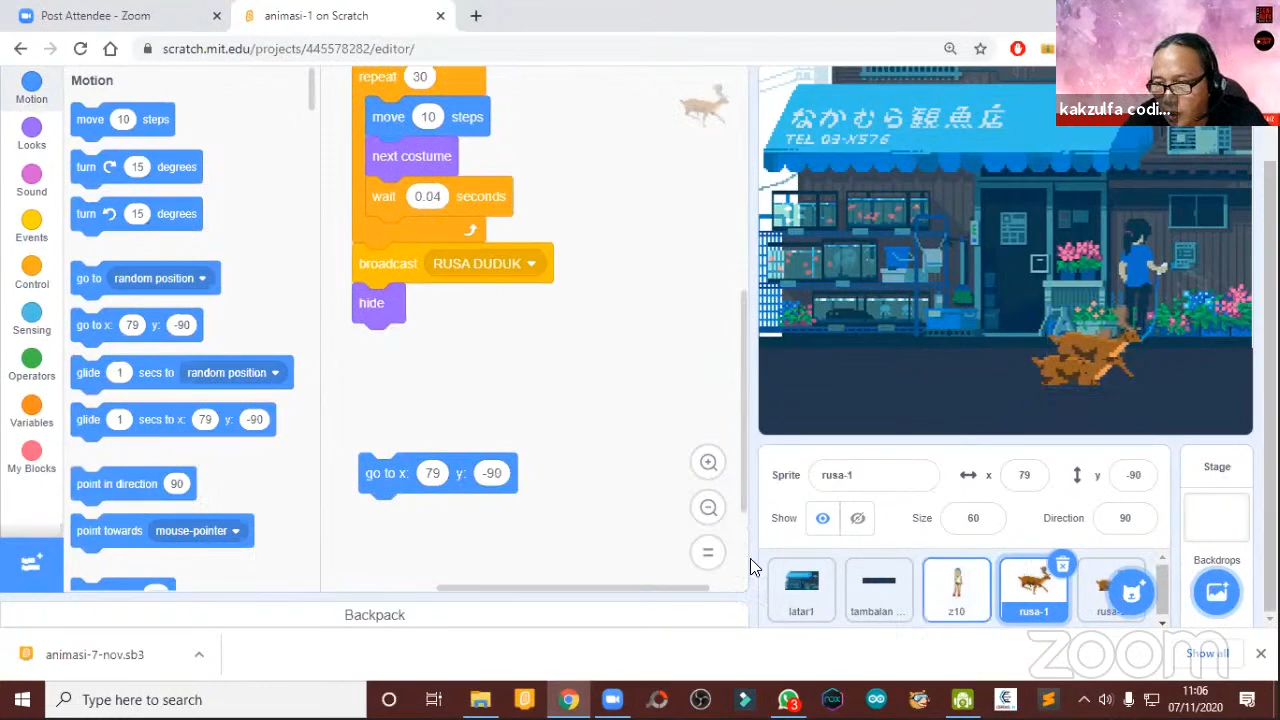 Post Attendee - Zoom
animasi-1 on Scratch
scratch.mit.edu/projects/445578282/editor/
kakzulfa codi...
Motion
Looks
Sound
Events
Control
Sensing
Operators
Variables
My Blocks
Motion
move 10 steps
turn 15 degrees
turn 15 degrees
go to random position
go to x: 79 y: -90
glide 1 secs to random position
glide 1 secs to x: 79 y: -90
point in direction 90
point towards mouse-pointer
repeat 30
move 10 steps
next costume
wait 0.04 seconds
broadcast RUSA DUDUK
hide
go to x: 79 y: -90
Backpack
なかむら観魚店
TEL 03-X576
Sprite rusa-1 x 79 y -90
Show Size 60 Direction 90
latar1
tambalan ...
z10
rusa-1
Stage
Backdrops
animasi-7-nov.sb3
Show all
zoom
Type here to search
3
11:06
07/11/2020